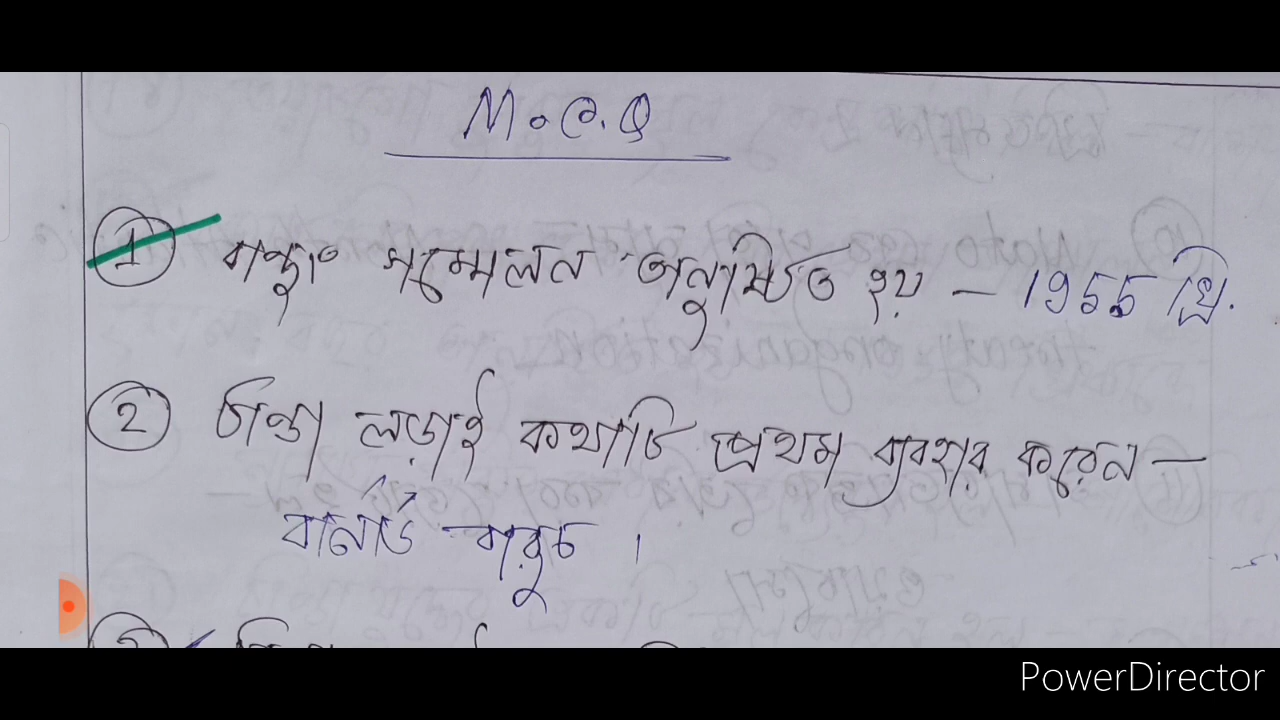 M.C.Q
① বান্দুং সম্মেলন অনুষ্ঠিত হয় – 1955 খ্রি.
② ঠান্ডা লড়াই কথাটি প্রথম ব্যবহার করেন –
বার্নার্ড বারুচ ।
PowerDirector